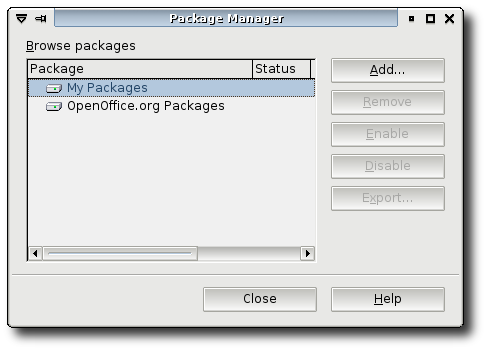 Package Manager
Browse packages
Package Status
My Packages
OpenOffice.org Packages
Add...
Remove
Enable
Disable
Export...
Close
Help